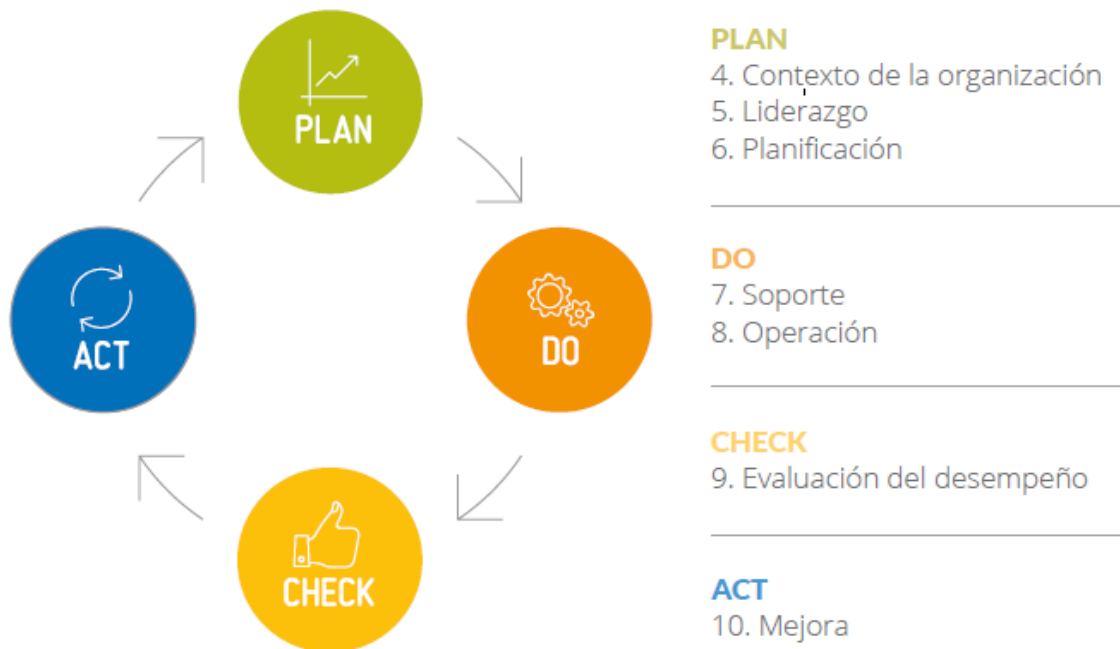 PLAN
DO
CHECK
ACT
PLAN
4. Contexto de la organización
5. Liderazgo
6. Planificación
DO
7. Soporte
8. Operación
CHECK
9. Evaluación del desempeño
ACT
10. Mejora